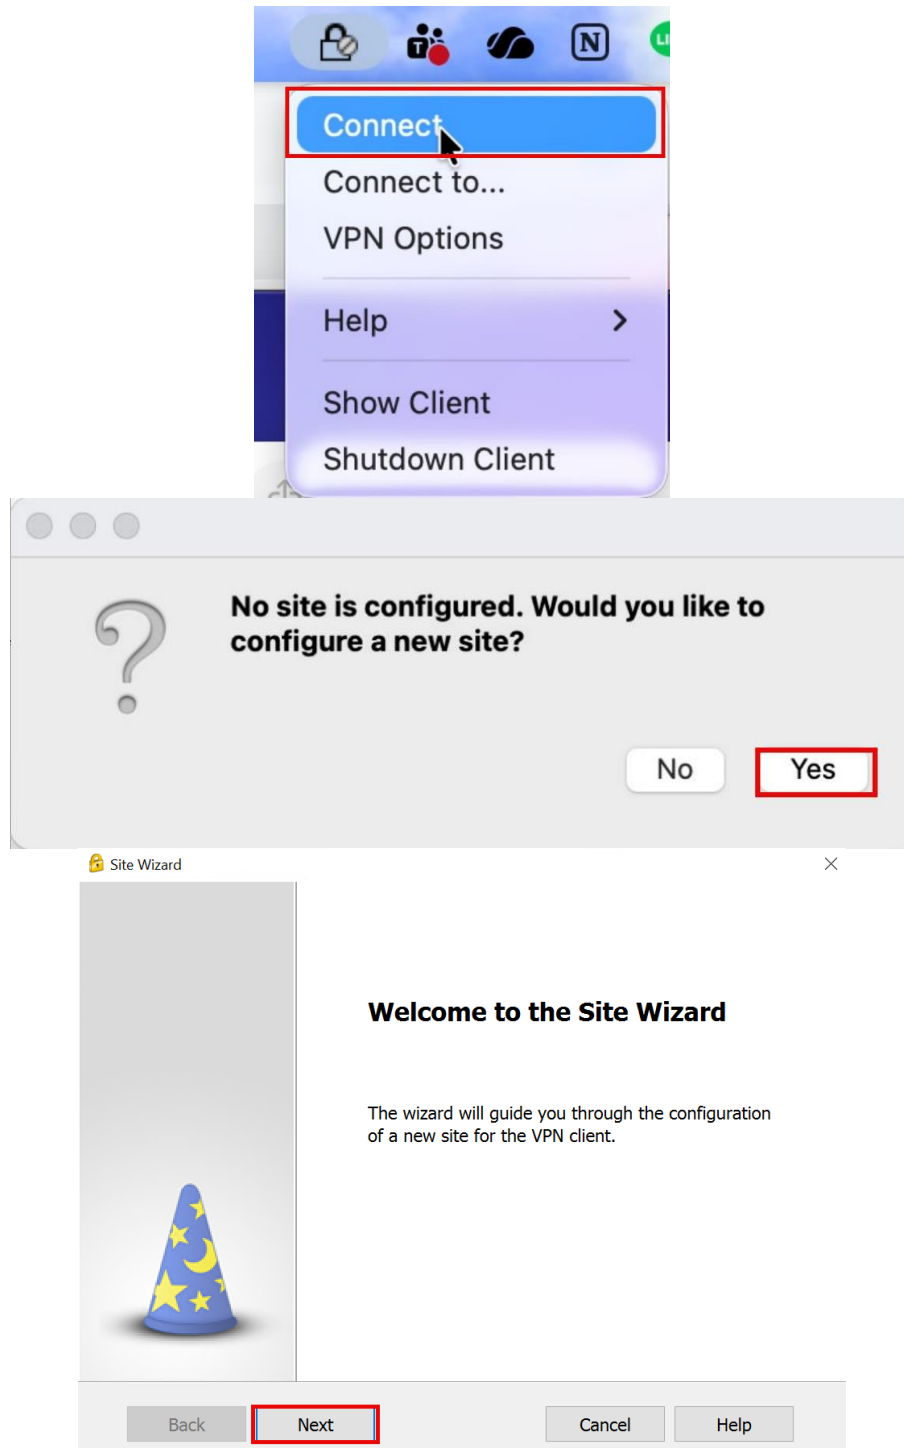 T
N
LI
Connect
Connect to...
VPN Options
Help
Show Client
Shutdown Client
No site is configured. Would you like to
configure a new site?
No
Yes
Site Wizard
Welcome to the Site Wizard
The wizard will guide you through the configuration
of a new site for the VPN client.
Back
Next
Cancel
Help